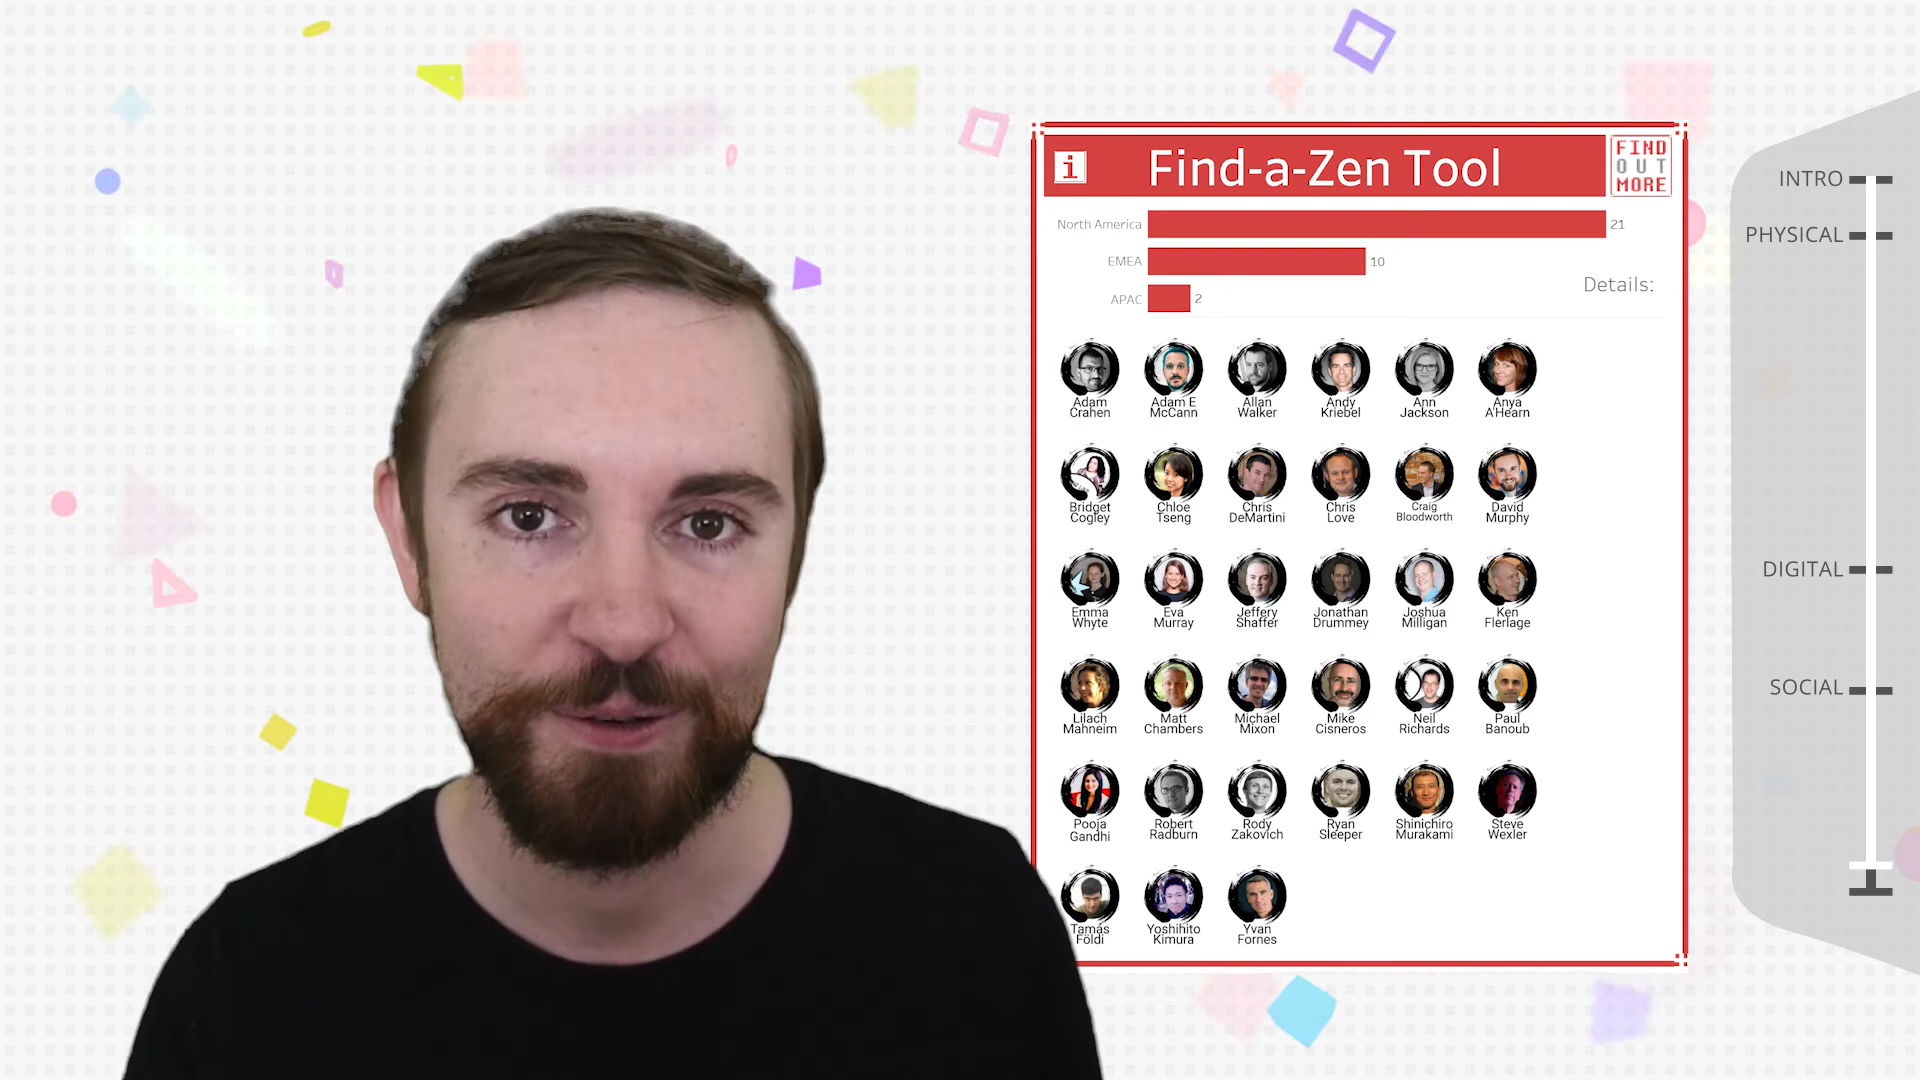 Find-a-Zen Tool
i
FIND
OUT
MORE
North America 21
EMEA 10
APAC 2
Details:
Adam
Crahen
Adam E
McCann
Allan
Walker
Andy
Kriebel
Ann
Jackson
Anya
A'Hearn
Bridget
Cogley
Chloe
Tseng
Chris
DeMartini
Chris
Love
Craig
Bloodworth
David
Murphy
Emma
Whyte
Eva
Murray
Jeffery
Shaffer
Jonathan
Drummey
Joshua
Milligan
Ken
Flerlage
Lilach
Mahneim
Matt
Chambers
Michael
Mixon
Mike
Cisneros
Neil
Richards
Paul
Banoub
Pooja
Gandhi
Robert
Radburn
Rody
Zakovich
Ryan
Sleeper
Shinichiro
Murakami
Steve
Wexler
Tamás
Földi
Yoshihito
Kimura
Yvan
Fornes
INTRO
PHYSICAL
DIGITAL
SOCIAL